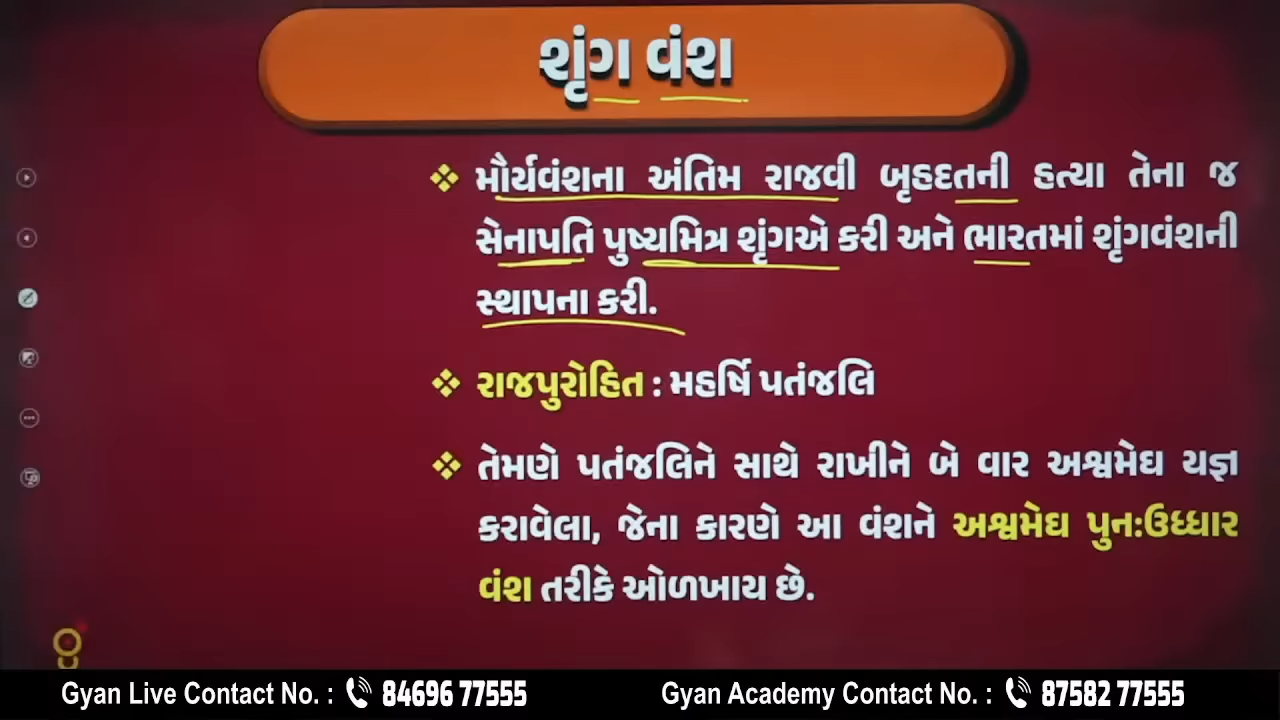 શૃંગ વંશ
મૌર્યવંશના અંતિમ રાજવી બૃહદતની હત્યા તેના જ
સેનાપતિ પુષ્યમિત્ર શૃંગએ કરી અને ભારતમાં શૃંગવંશની
સ્થાપના કરી.
રાજપુરોહિત : મહર્ષિ પતંજલિ
તેમણે પતંજલિને સાથે રાખીને બે વાર અશ્વમેઘ યજ્ઞ
કરાવેલા, જેના કારણે આ વંશને અશ્વમેઘ પુન:ઉધ્ધાર
વંશ તરીકે ઓળખાય છે.
Gyan Live Contact No. : 84696 77555
Gyan Academy Contact No. : 87582 77555